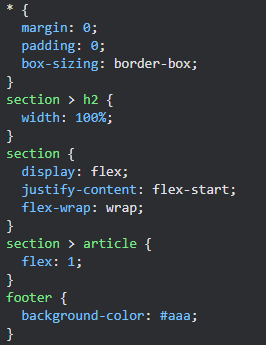 * {
  margin: 0;
  padding: 0;
  box-sizing: border-box;
}
section > h2 {
  width: 100%;
}
section {
  display: flex;
  justify-content: flex-start;
  flex-wrap: wrap;
}
section > article {
  flex: 1;
}
footer {
  background-color: #aaa;
}